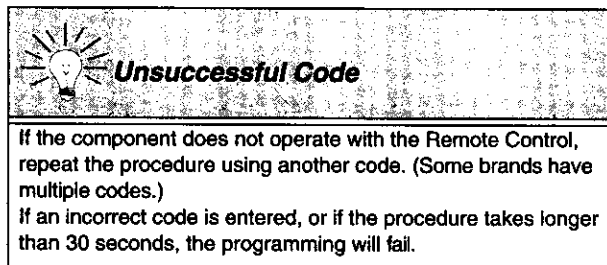 Unsuccessful Code
If the component does not operate with the Remote Control,
repeat the procedure using another code. (Some brands have
multiple codes.)
If an incorrect code is entered, or if the procedure takes longer
than 30 seconds, the programming will fail.